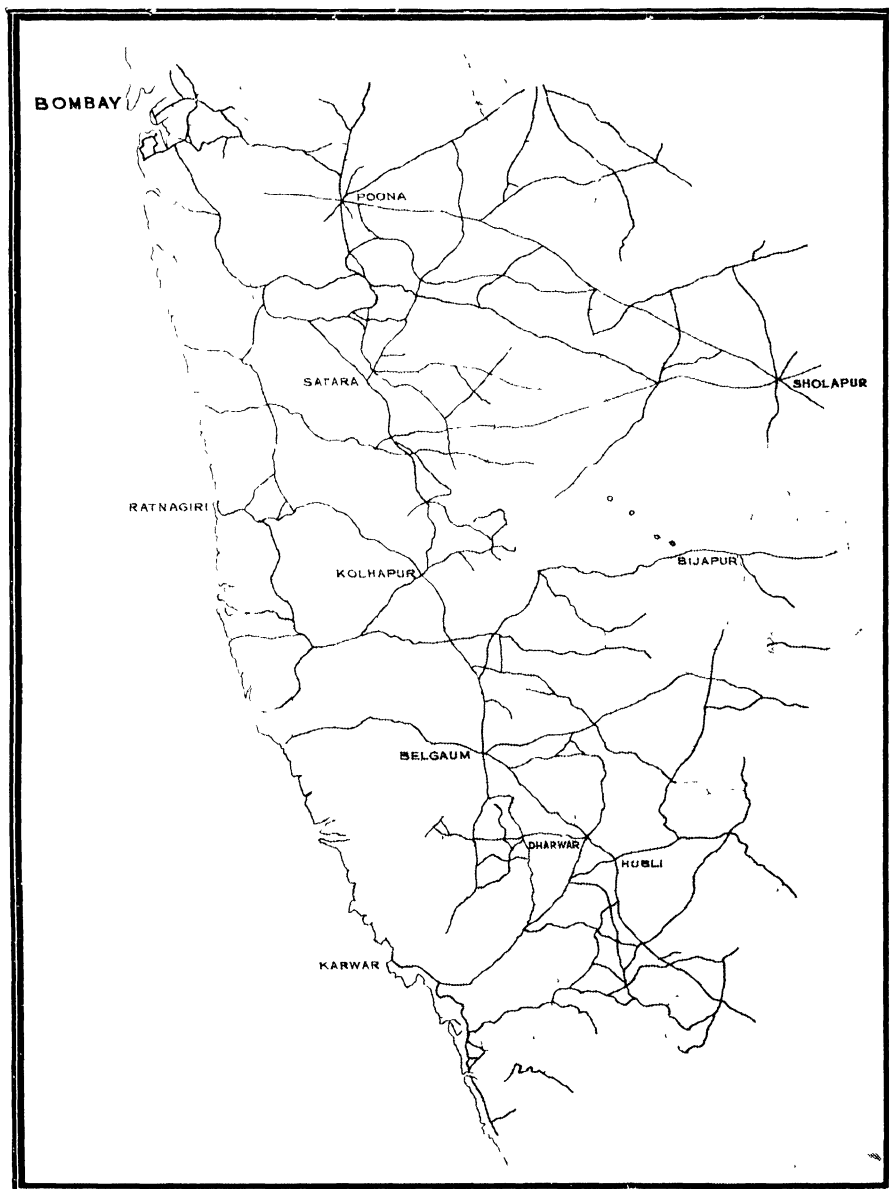 BOMBAY
POONA
SATARA
SHOLAPUR
RATNAGIRI
KOLHAPUR
BIJAPUR
BELGAUM
DHARWAR
HUBLI
KARWAR